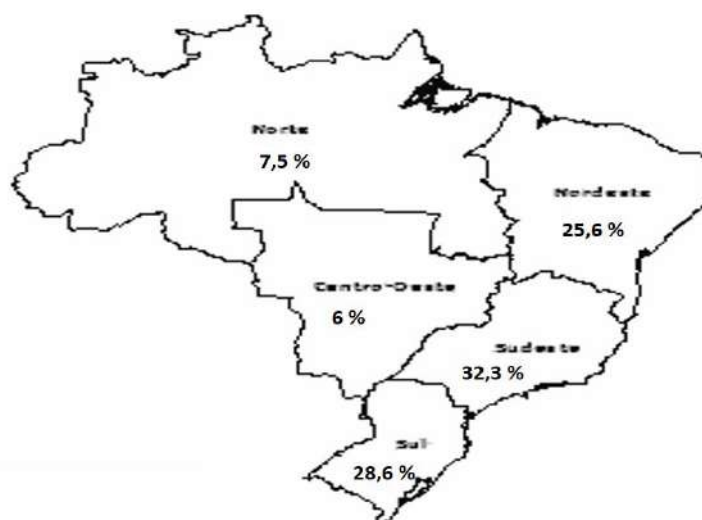 Norte
7,5 %
Nordeste
25,6 %
Centro-Oeste
6 %
Sudeste
32,3 %
Sul
28,6 %